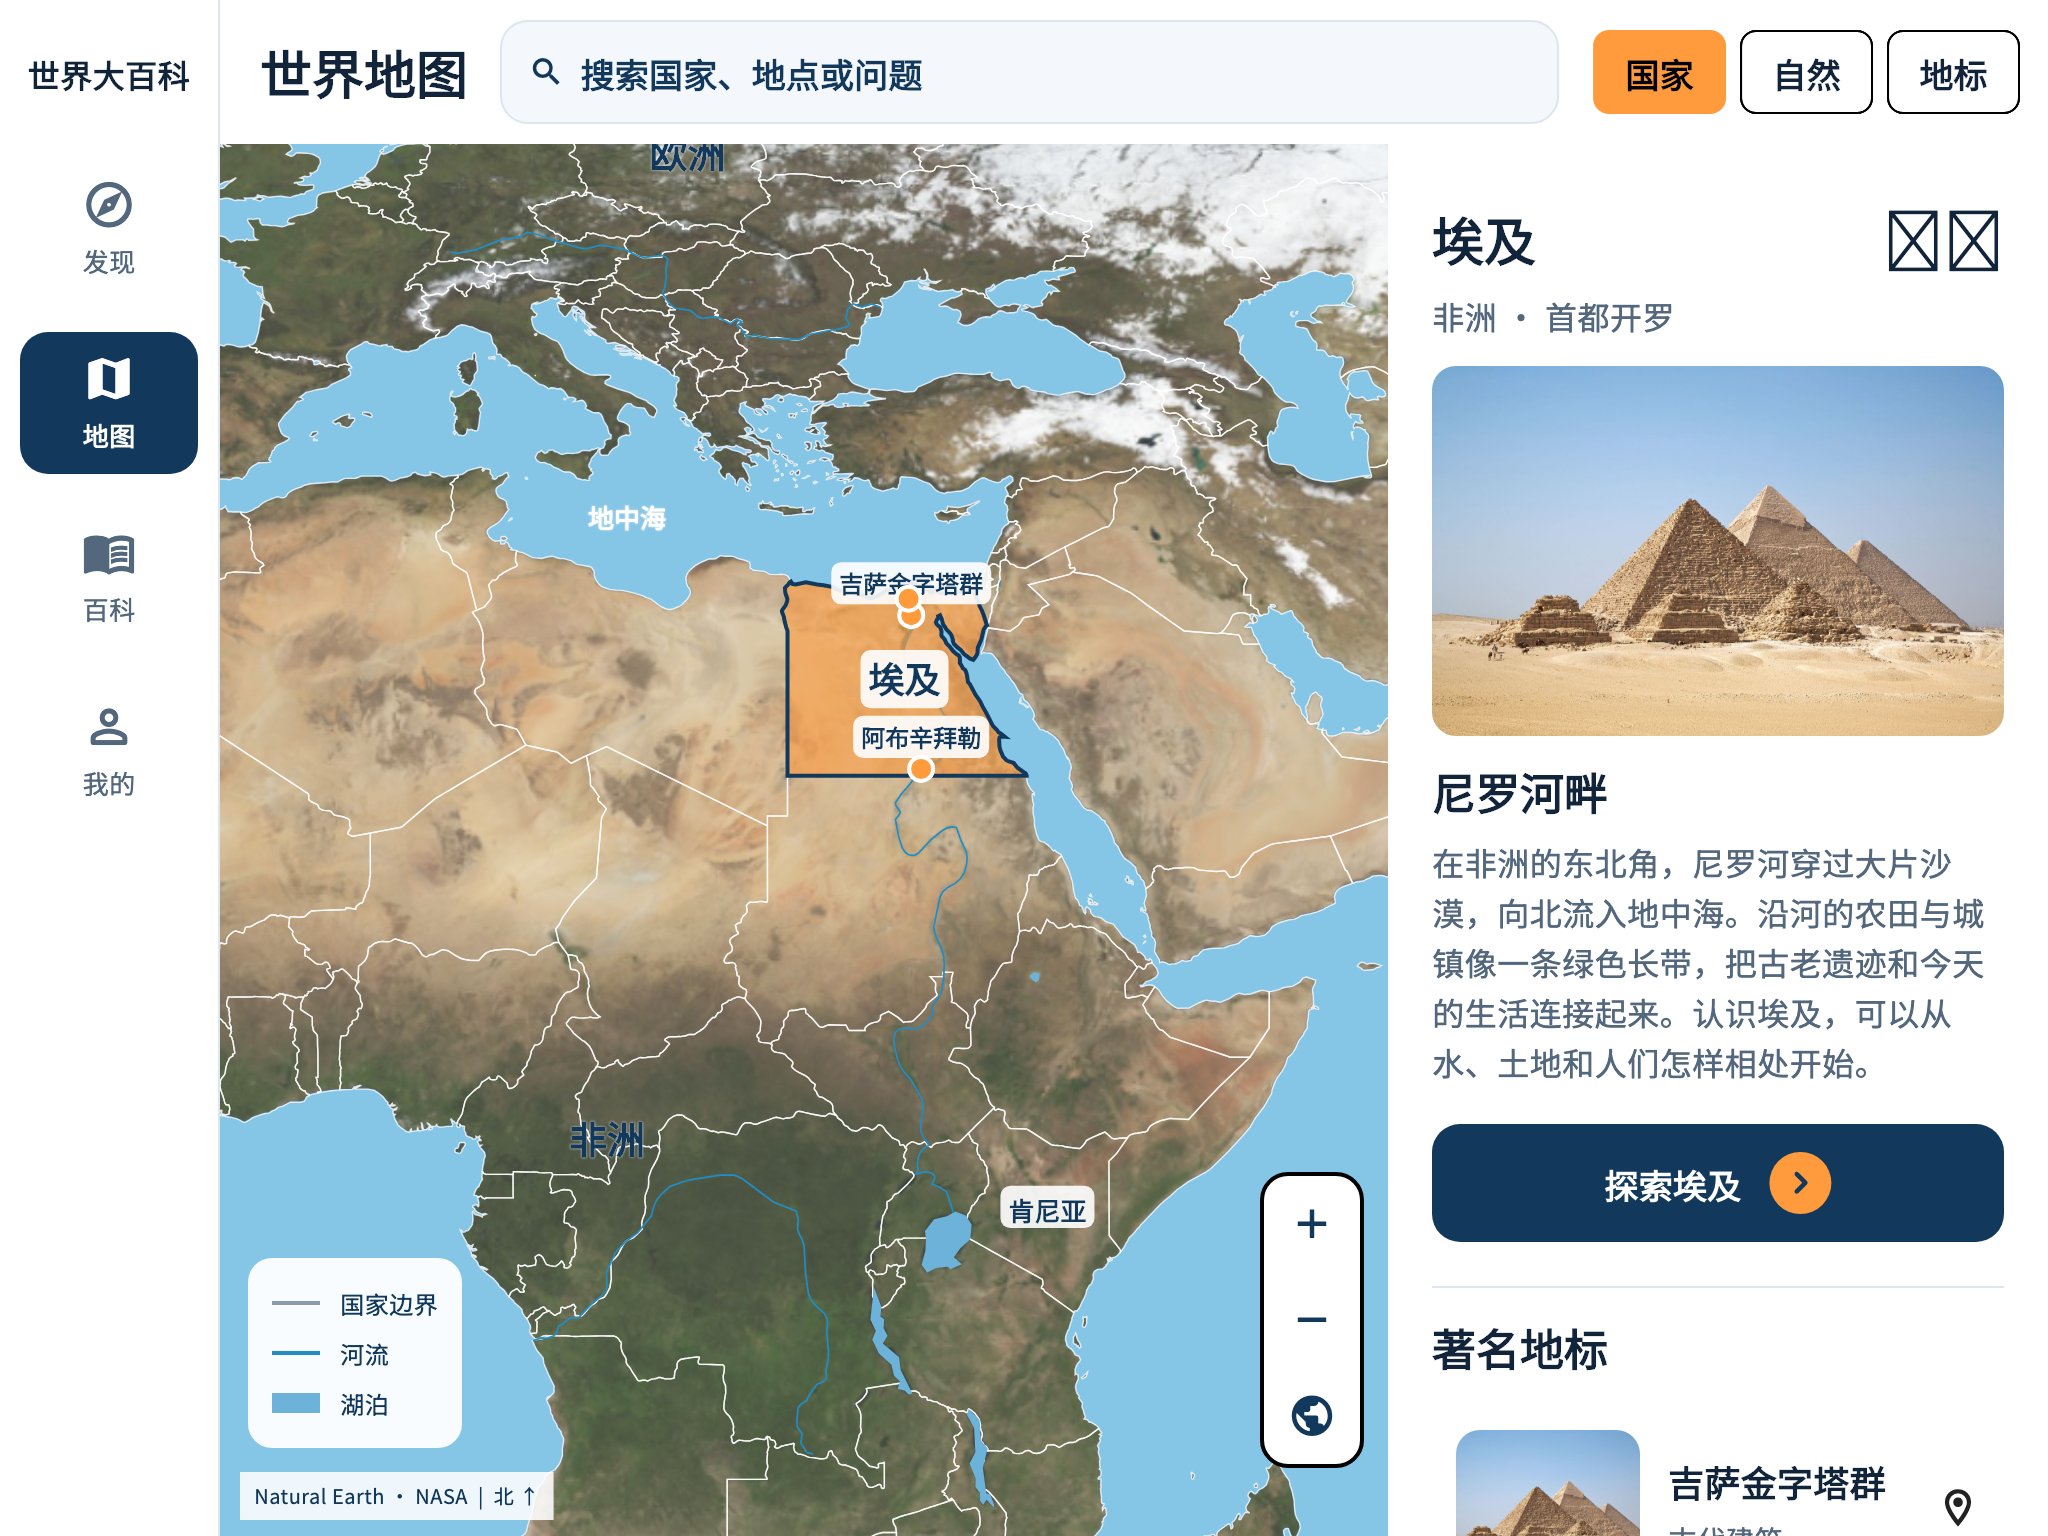 世界大百科
发现
地图
百科
我的
世界地图
搜索国家、地点或问题
国家
自然
地标
欧洲
地中海
吉萨金字塔群
埃及
阿布辛拜勒
非洲
肯尼亚
国家边界
河流
湖泊
Natural Earth · NASA | 北 ↑
埃及
非洲 · 首都开罗
尼罗河畔
在非洲的东北角，尼罗河穿过大片沙
漠，向北流入地中海。沿河的农田与城
镇像一条绿色长带，把古老遗迹和今天
的生活连接起来。认识埃及，可以从
水、土地和人们怎样相处开始。
探索埃及
著名地标
吉萨金字塔群